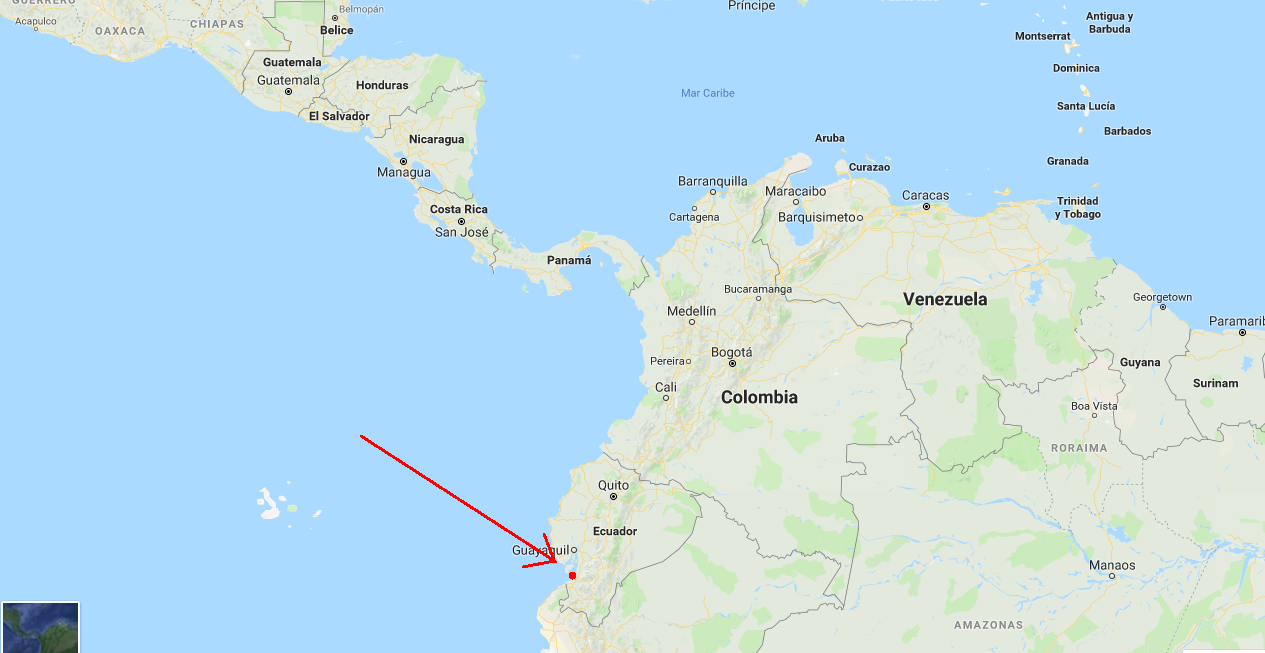 GUERRERO
Acapulco
OAXACA
CHIAPAS
Belmopán
Belice
Guatemala
Guatemala
Honduras
El Salvador
Nicaragua
Managua
Costa Rica
San José
Panamá
Mar Caribe
Príncipe
Antigua y
Barbuda
Montserrat
Dominica
Santa Lucía
Barbados
Granada
Trinidad
y Tobago
Aruba
Curazao
Barranquilla
Cartagena
Maracaibo
Barquisimeto
Caracas
Bucaramanga
Medellín
Venezuela
Georgetown
Paramarib
Pereira
Bogotá
Cali
Colombia
Guyana
Surinam
Boa Vista
RORAIMA
Quito
Ecuador
Guayaquil
Manaos
AMAZONAS